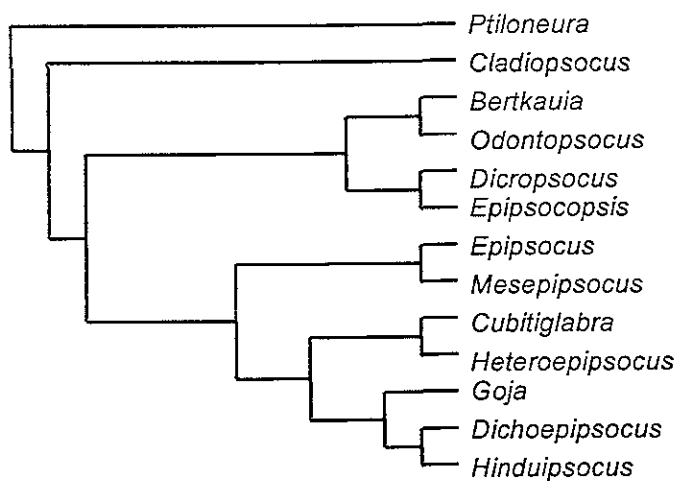 Ptiloneura
Cladiopsocus
Bertkauia
Odontopsocus
Dicropsocus
Epipsocopsis
Epipsocus
Mesepipsocus
Cubitiglabra
Heteroepipsocus
Goja
Dichoepipsocus
Hinduipsocus